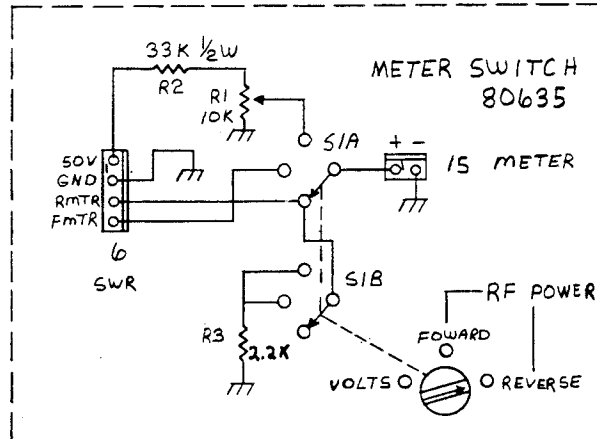 33K ½W
R2
R1
10K
METER SWITCH
80635
S1A
+ -
15 METER
50V
GND
RMTR
FMTR
6
SWR
S1B
R3
2.2K
RF POWER
FOWARD
VOLTS
REVERSE